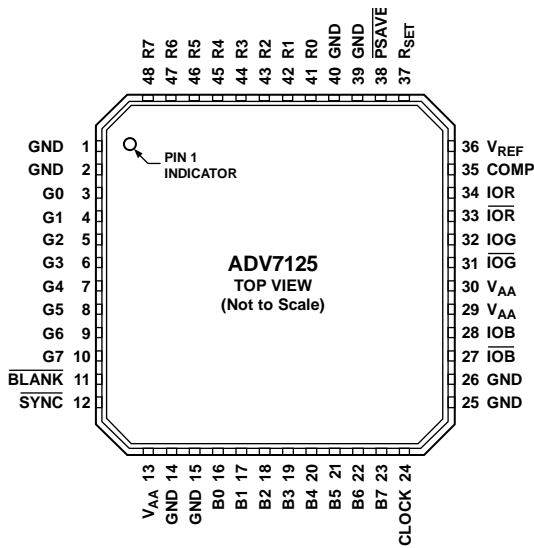 48 R7
47 R6
46 R5
45 R4
44 R3
43 R2
42 R1
41 R0
40 GND
39 GND
38 PSAVE
37 RSET
GND 1
GND 2
G0 3
G1 4
G2 5
G3 6
G4 7
G5 8
G6 9
G7 10
BLANK 11
SYNC 12
PIN 1
INDICATOR
ADV7125
TOP VIEW
(Not to Scale)
36 VREF
35 COMP
34 IOR
33 IOR
32 IOG
31 IOG
30 VAA
29 VAA
28 IOB
27 IOB
26 GND
25 GND
VAA 13
GND 14
GND 15
B0 16
B1 17
B2 18
B3 19
B4 20
B5 21
B6 22
B7 23
CLOCK 24